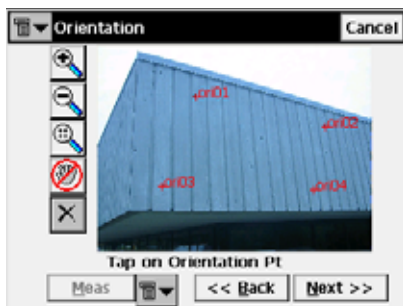 Orientation Cancel
ori01
ori02
ori03
ori04
Tap on Orientation Pt
Meas << Back Next >>